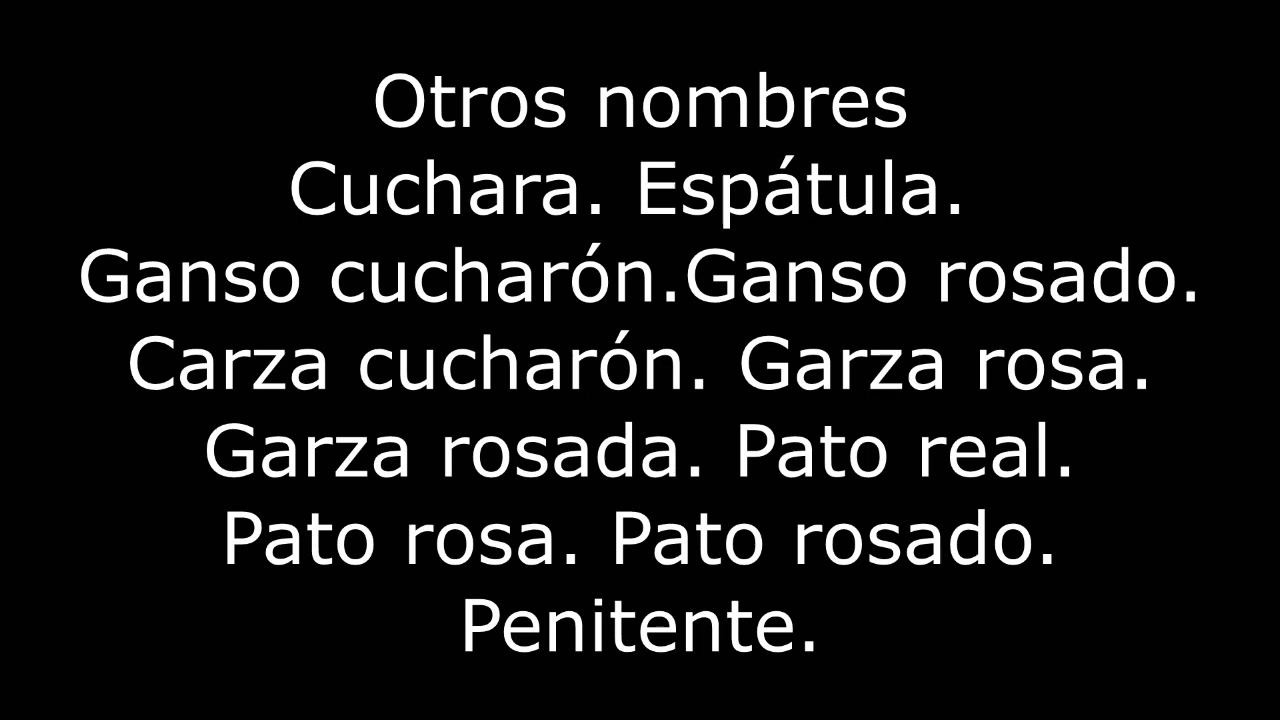 Otros nombres
Cuchara. Espátula.
Ganso cucharón.Ganso rosado.
Carza cucharón. Garza rosa.
Garza rosada. Pato real.
Pato rosa. Pato rosado.
Penitente.